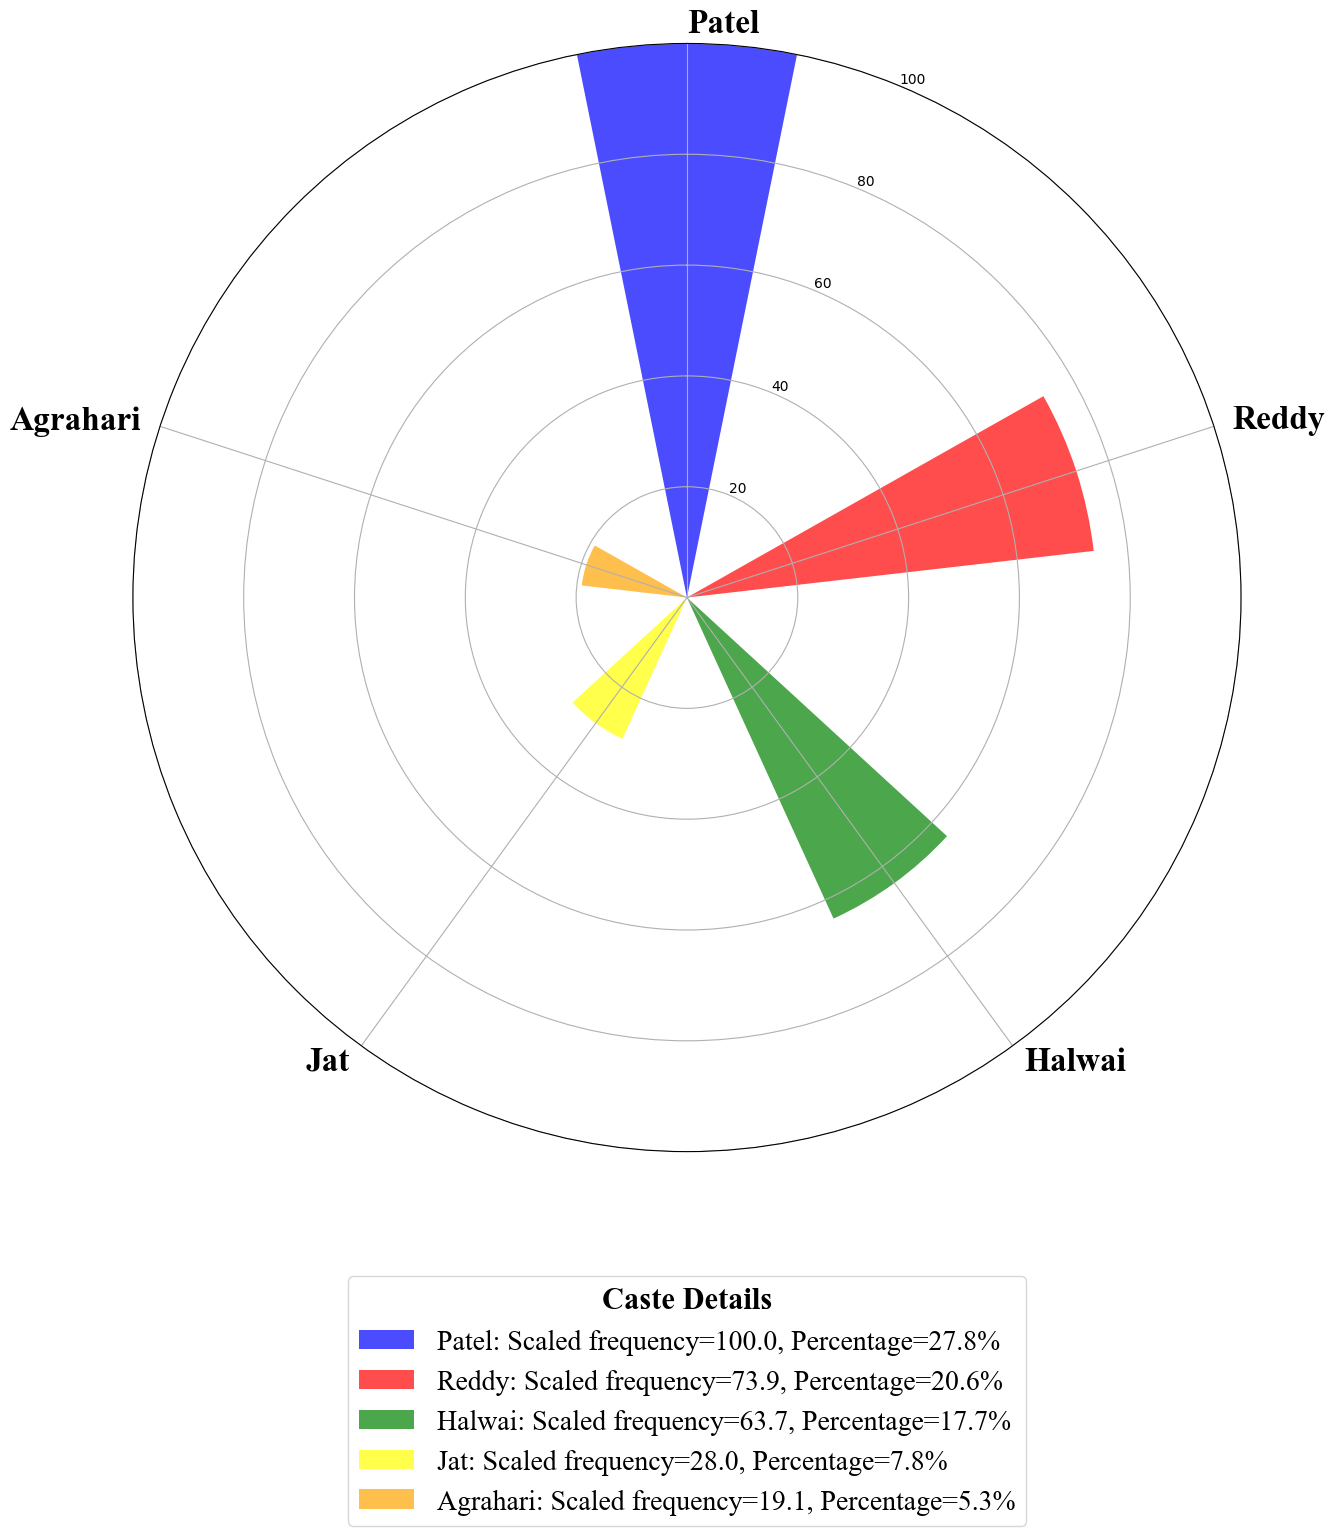 Patel
100
80
60
Agrahari
Reddy
40
20
Jat
Halwai
Caste Details
Patel: Scaled frequency=100.0, Percentage=27.8%
Reddy: Scaled frequency=73.9, Percentage=20.6%
Halwai: Scaled frequency=63.7, Percentage=17.7%
Jat: Scaled frequency=28.0, Percentage=7.8%
Agrahari: Scaled frequency=19.1, Percentage=5.3%